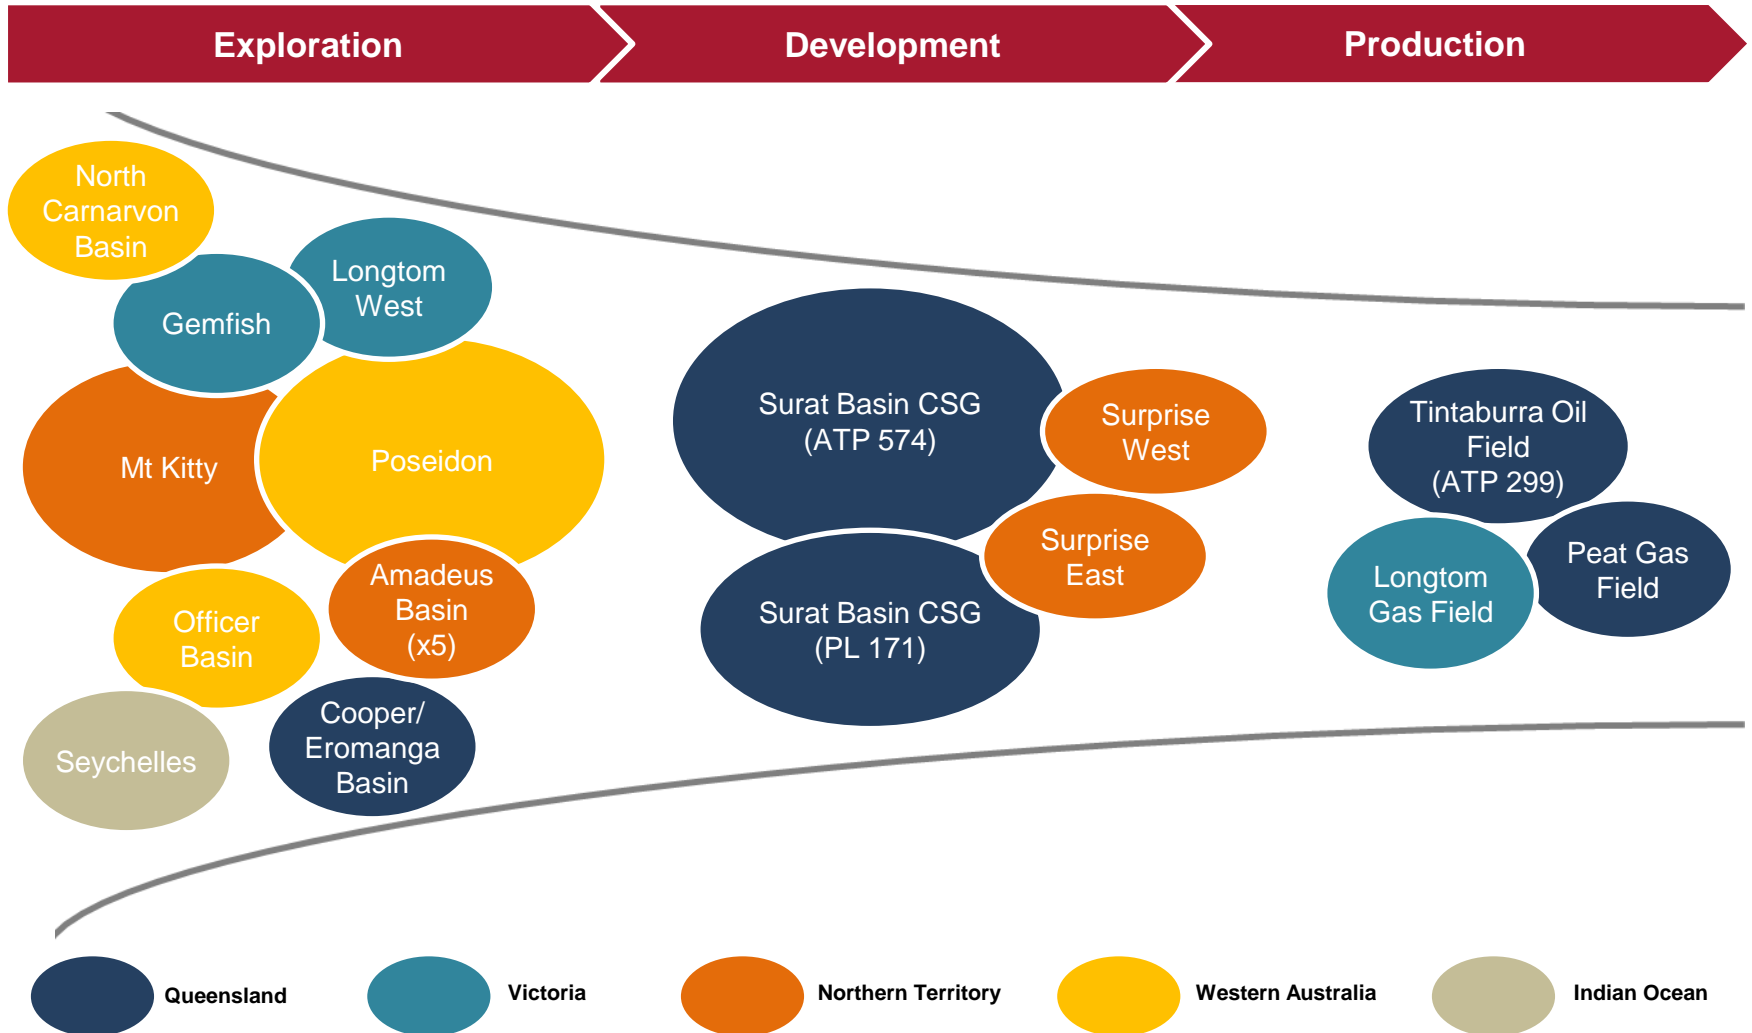 Exploration
Development
Production
North
Carnarvon
Basin
Longtom
West
Gemfish
Mt Kitty
Poseidon
Amadeus
Basin
(x5)
Officer
Basin
Cooper/
Eromanga
Basin
Seychelles
Surat Basin CSG
(ATP 574)
Surprise
West
Surprise
East
Surat Basin CSG
(PL 171)
Tintaburra Oil
Field
(ATP 299)
Peat Gas
Field
Longtom
Gas Field
Queensland
Victoria
Northern Territory
Western Australia
Indian Ocean